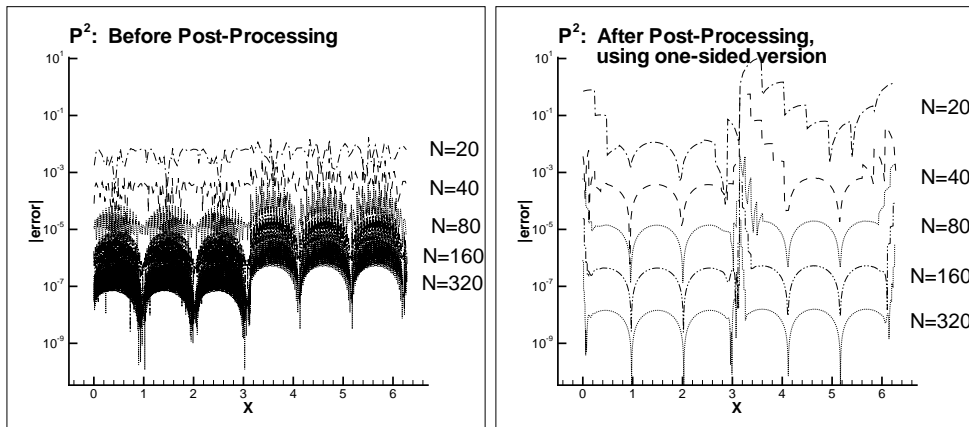 P²: Before Post-Processing
10¹
10⁻¹
10⁻³
10⁻⁵
10⁻⁷
10⁻⁹
|error|
0 1 2 3 4 5 6
X
N=20
N=40
N=80
N=160
N=320
P²: After Post-Processing,
using one-sided version
10¹
10⁻¹
10⁻³
10⁻⁵
10⁻⁷
10⁻⁹
|error|
0 1 2 3 4 5 6
X
N=20
N=40
N=80
N=160
N=320